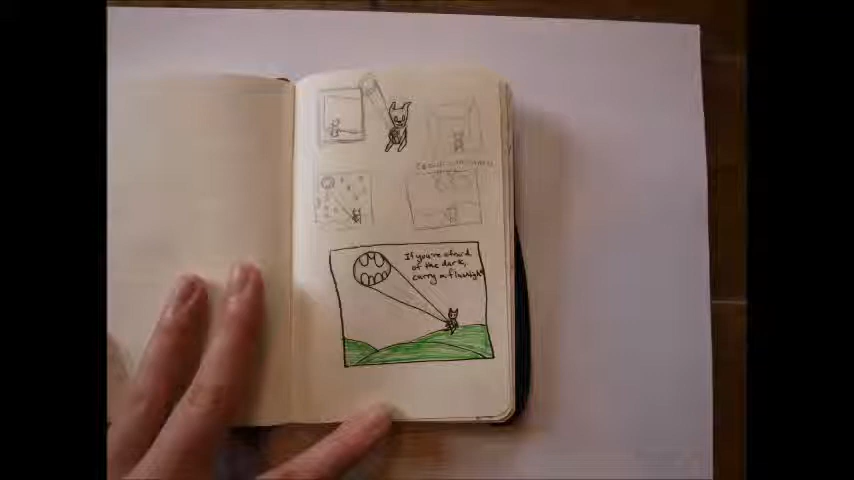 If you're afraid
of the dark,
carry a flashlight